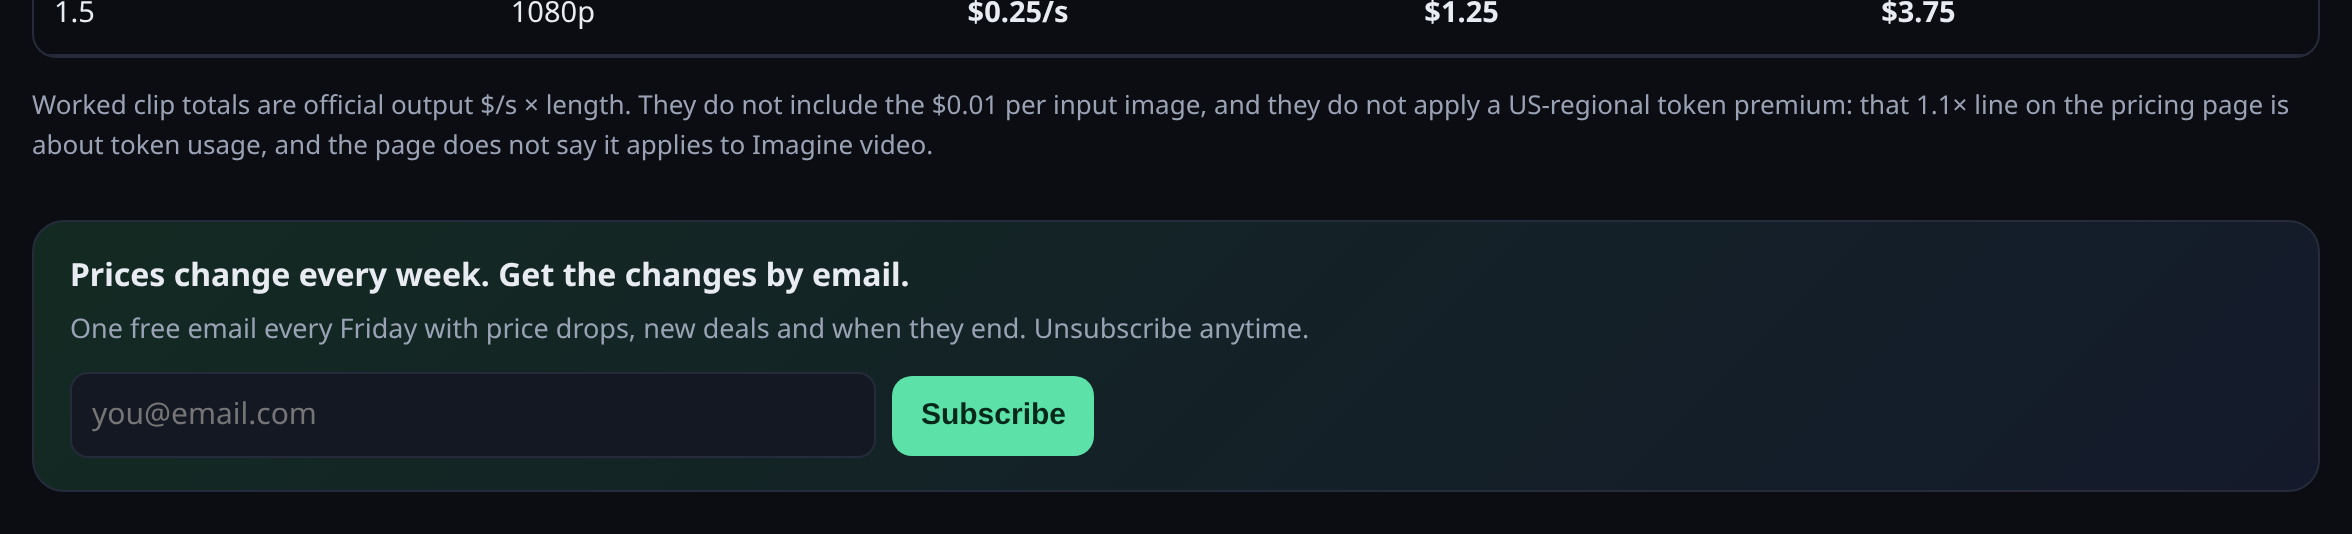 1.5 1080p $0.25/s $1.25 $3.75
Worked clip totals are official output $/s × length. They do not include the $0.01 per input image, and they do not apply a US-regional token premium: that 1.1× line on the pricing page is
about token usage, and the page does not say it applies to Imagine video.
Prices change every week. Get the changes by email.
One free email every Friday with price drops, new deals and when they end. Unsubscribe anytime.
you@email.com Subscribe